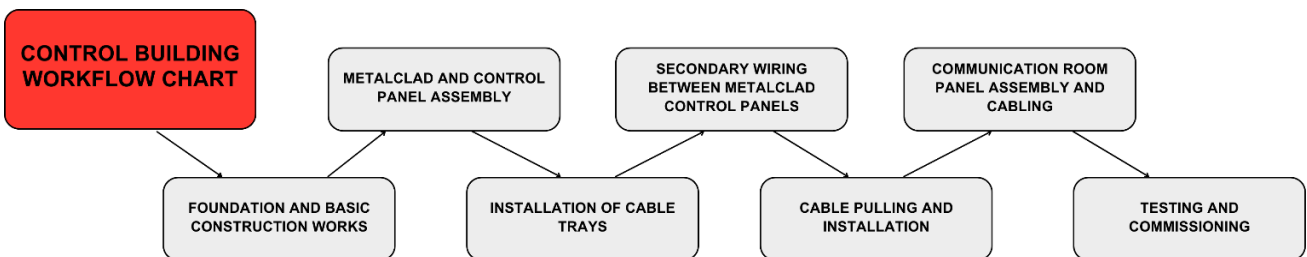 CONTROL BUILDING
WORKFLOW CHART
FOUNDATION AND BASIC
CONSTRUCTION WORKS
METALCLAD AND CONTROL
PANEL ASSEMBLY
INSTALLATION OF CABLE
TRAYS
SECONDARY WIRING
BETWEEN METALCLAD
CONTROL PANELS
CABLE PULLING AND
INSTALLATION
COMMUNICATION ROOM
PANEL ASSEMBLY AND
CABLING
TESTING AND
COMMISSIONING